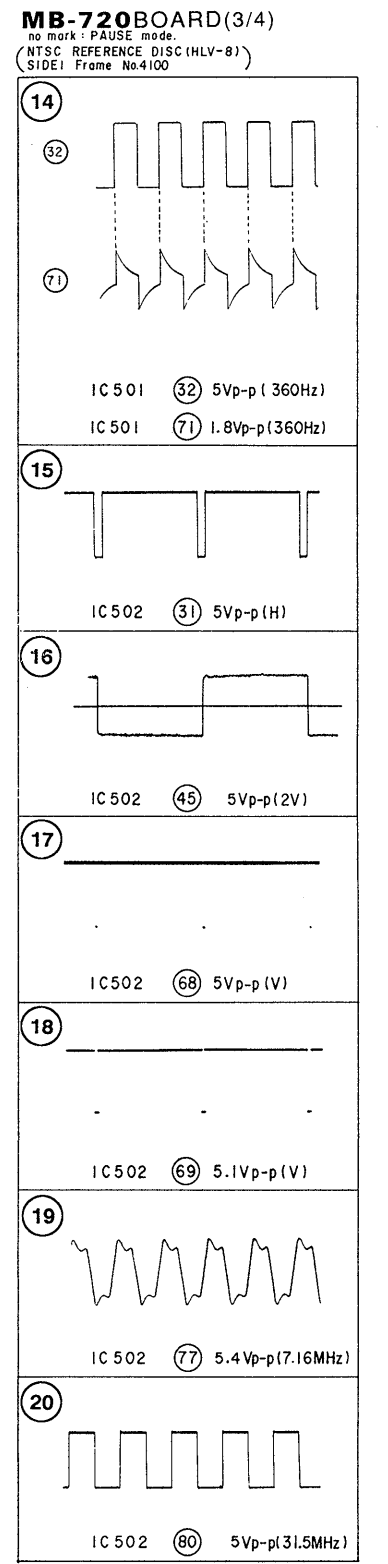 MB-720BOARD(3/4)
no mark : PAUSE mode.
(NTSC REFERENCE DISC(HLV-8)
SIDE1 Frame No.4100)
14
32
71
IC501 32 5Vp-p ( 360Hz)
IC501 71 1.8Vp-p(360Hz)
15
IC502 31 5Vp-p(H)
16
IC502 45 5Vp-p(2V)
17
IC502 68 5Vp-p(V)
18
IC502 69 5.1Vp-p(V)
19
IC502 77 5.4Vp-p(7.16MHz)
20
IC502 80 5Vp-p(31.5MHz)